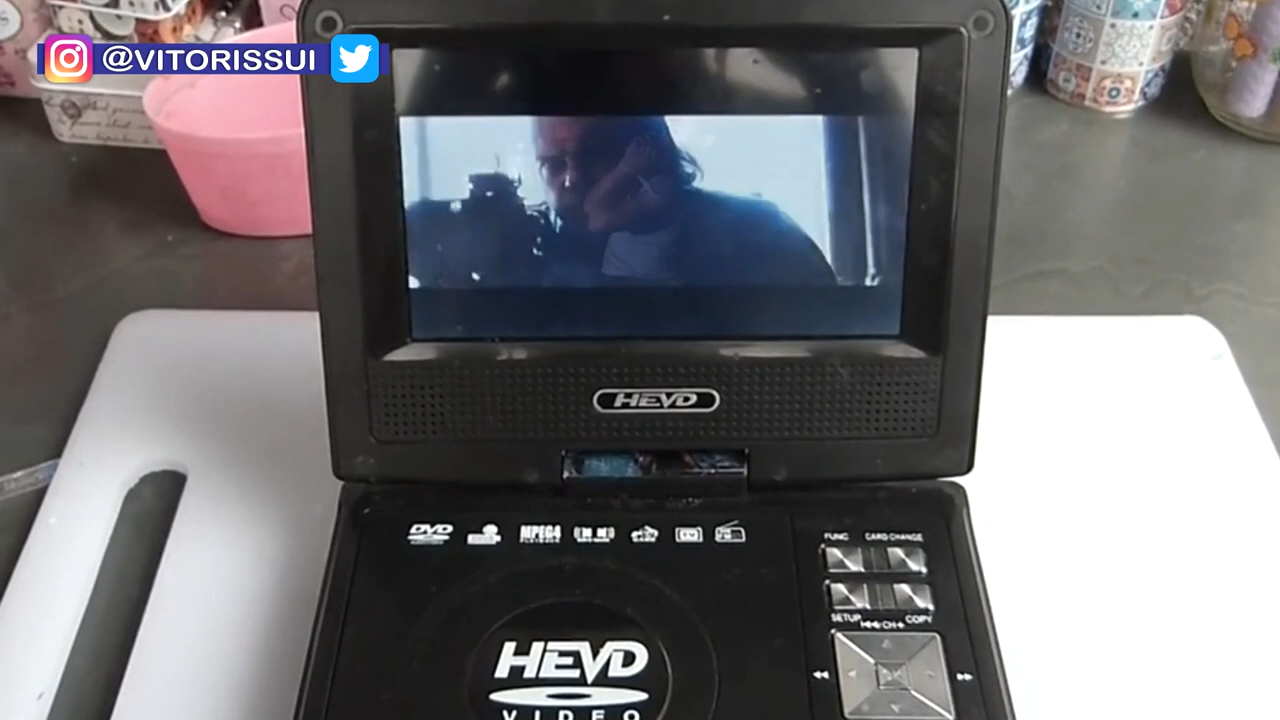 @VITORISSUI
HEVD
DVD
MPEG4
FUNC
CARD CHANGE
SETUP
COPY
CH+
HEVD
VIDEO